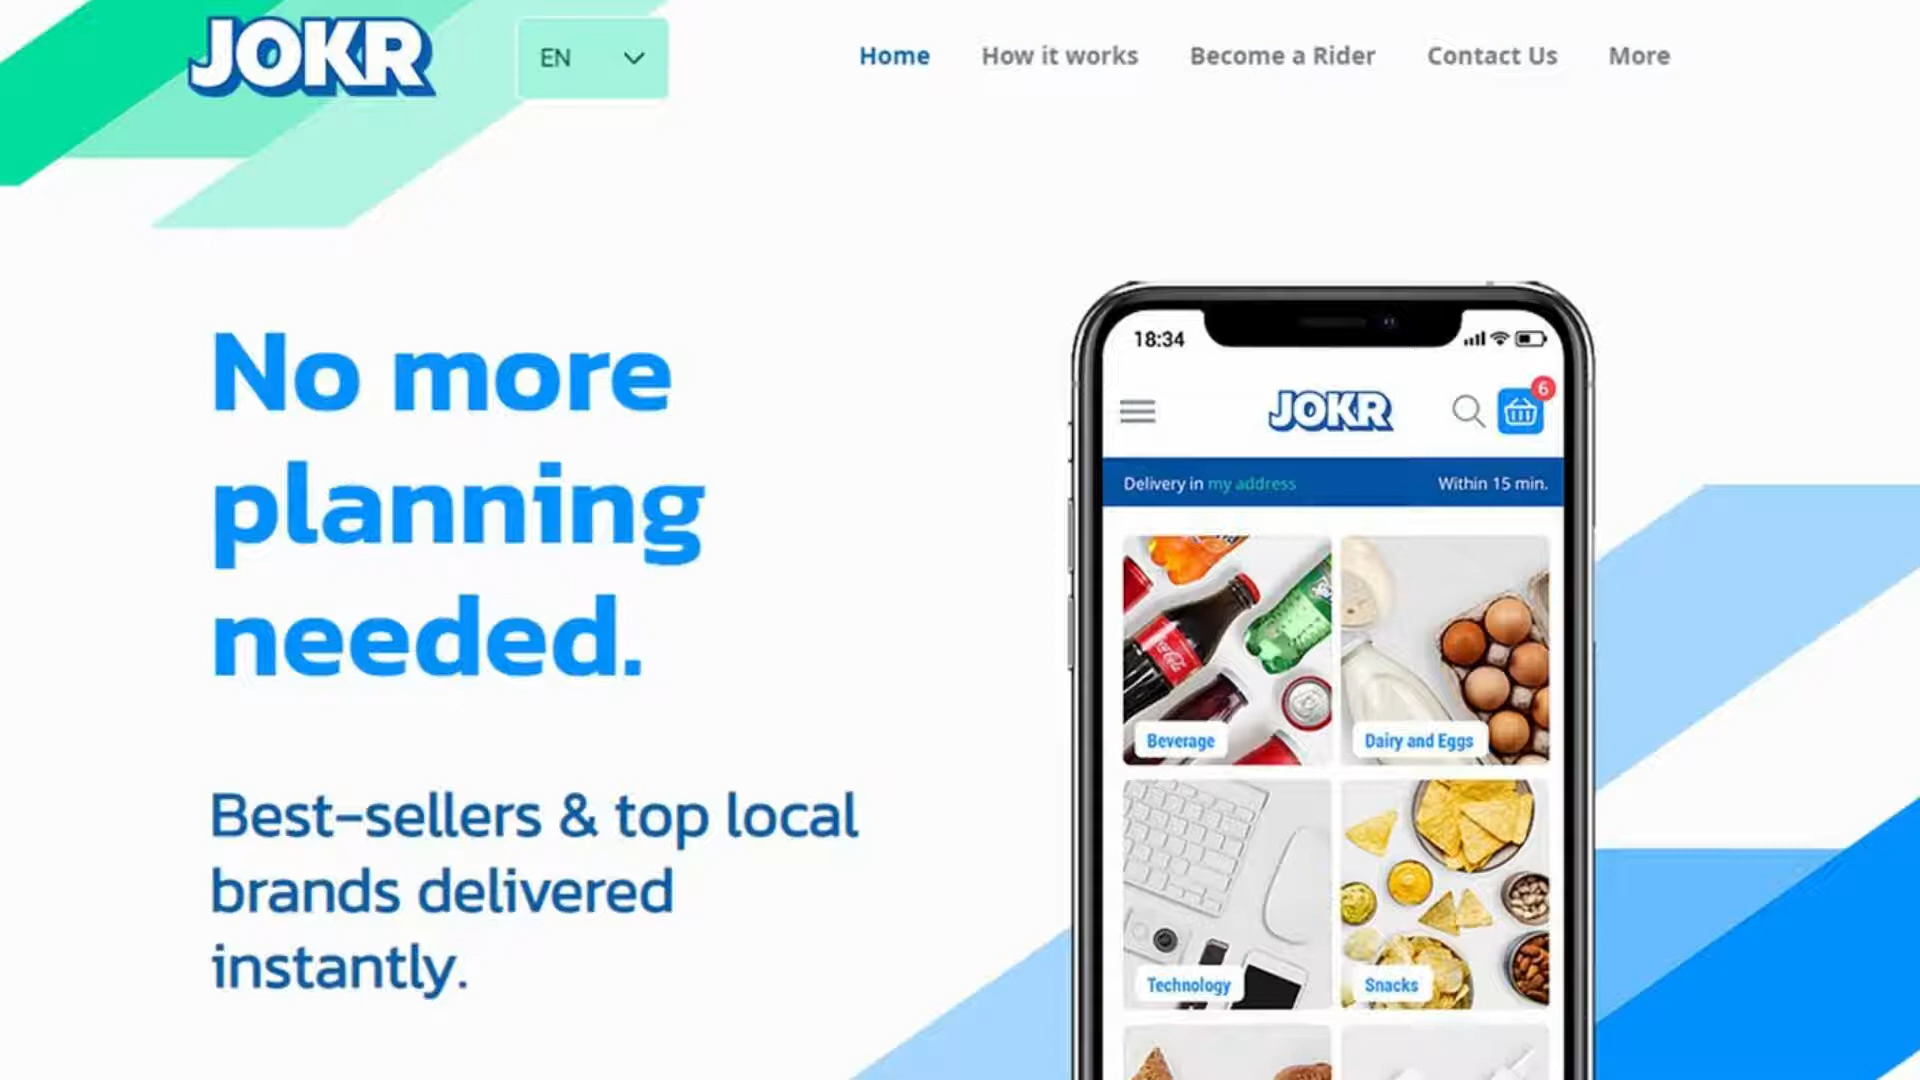 JOKR
EN
Home How it works Become a Rider Contact Us More
No more
planning
needed.
Best-sellers & top local
brands delivered
instantly.
18:34
JOKR
6
Delivery in my address Within 15 min.
Beverage
Dairy and Eggs
Technology
Snacks